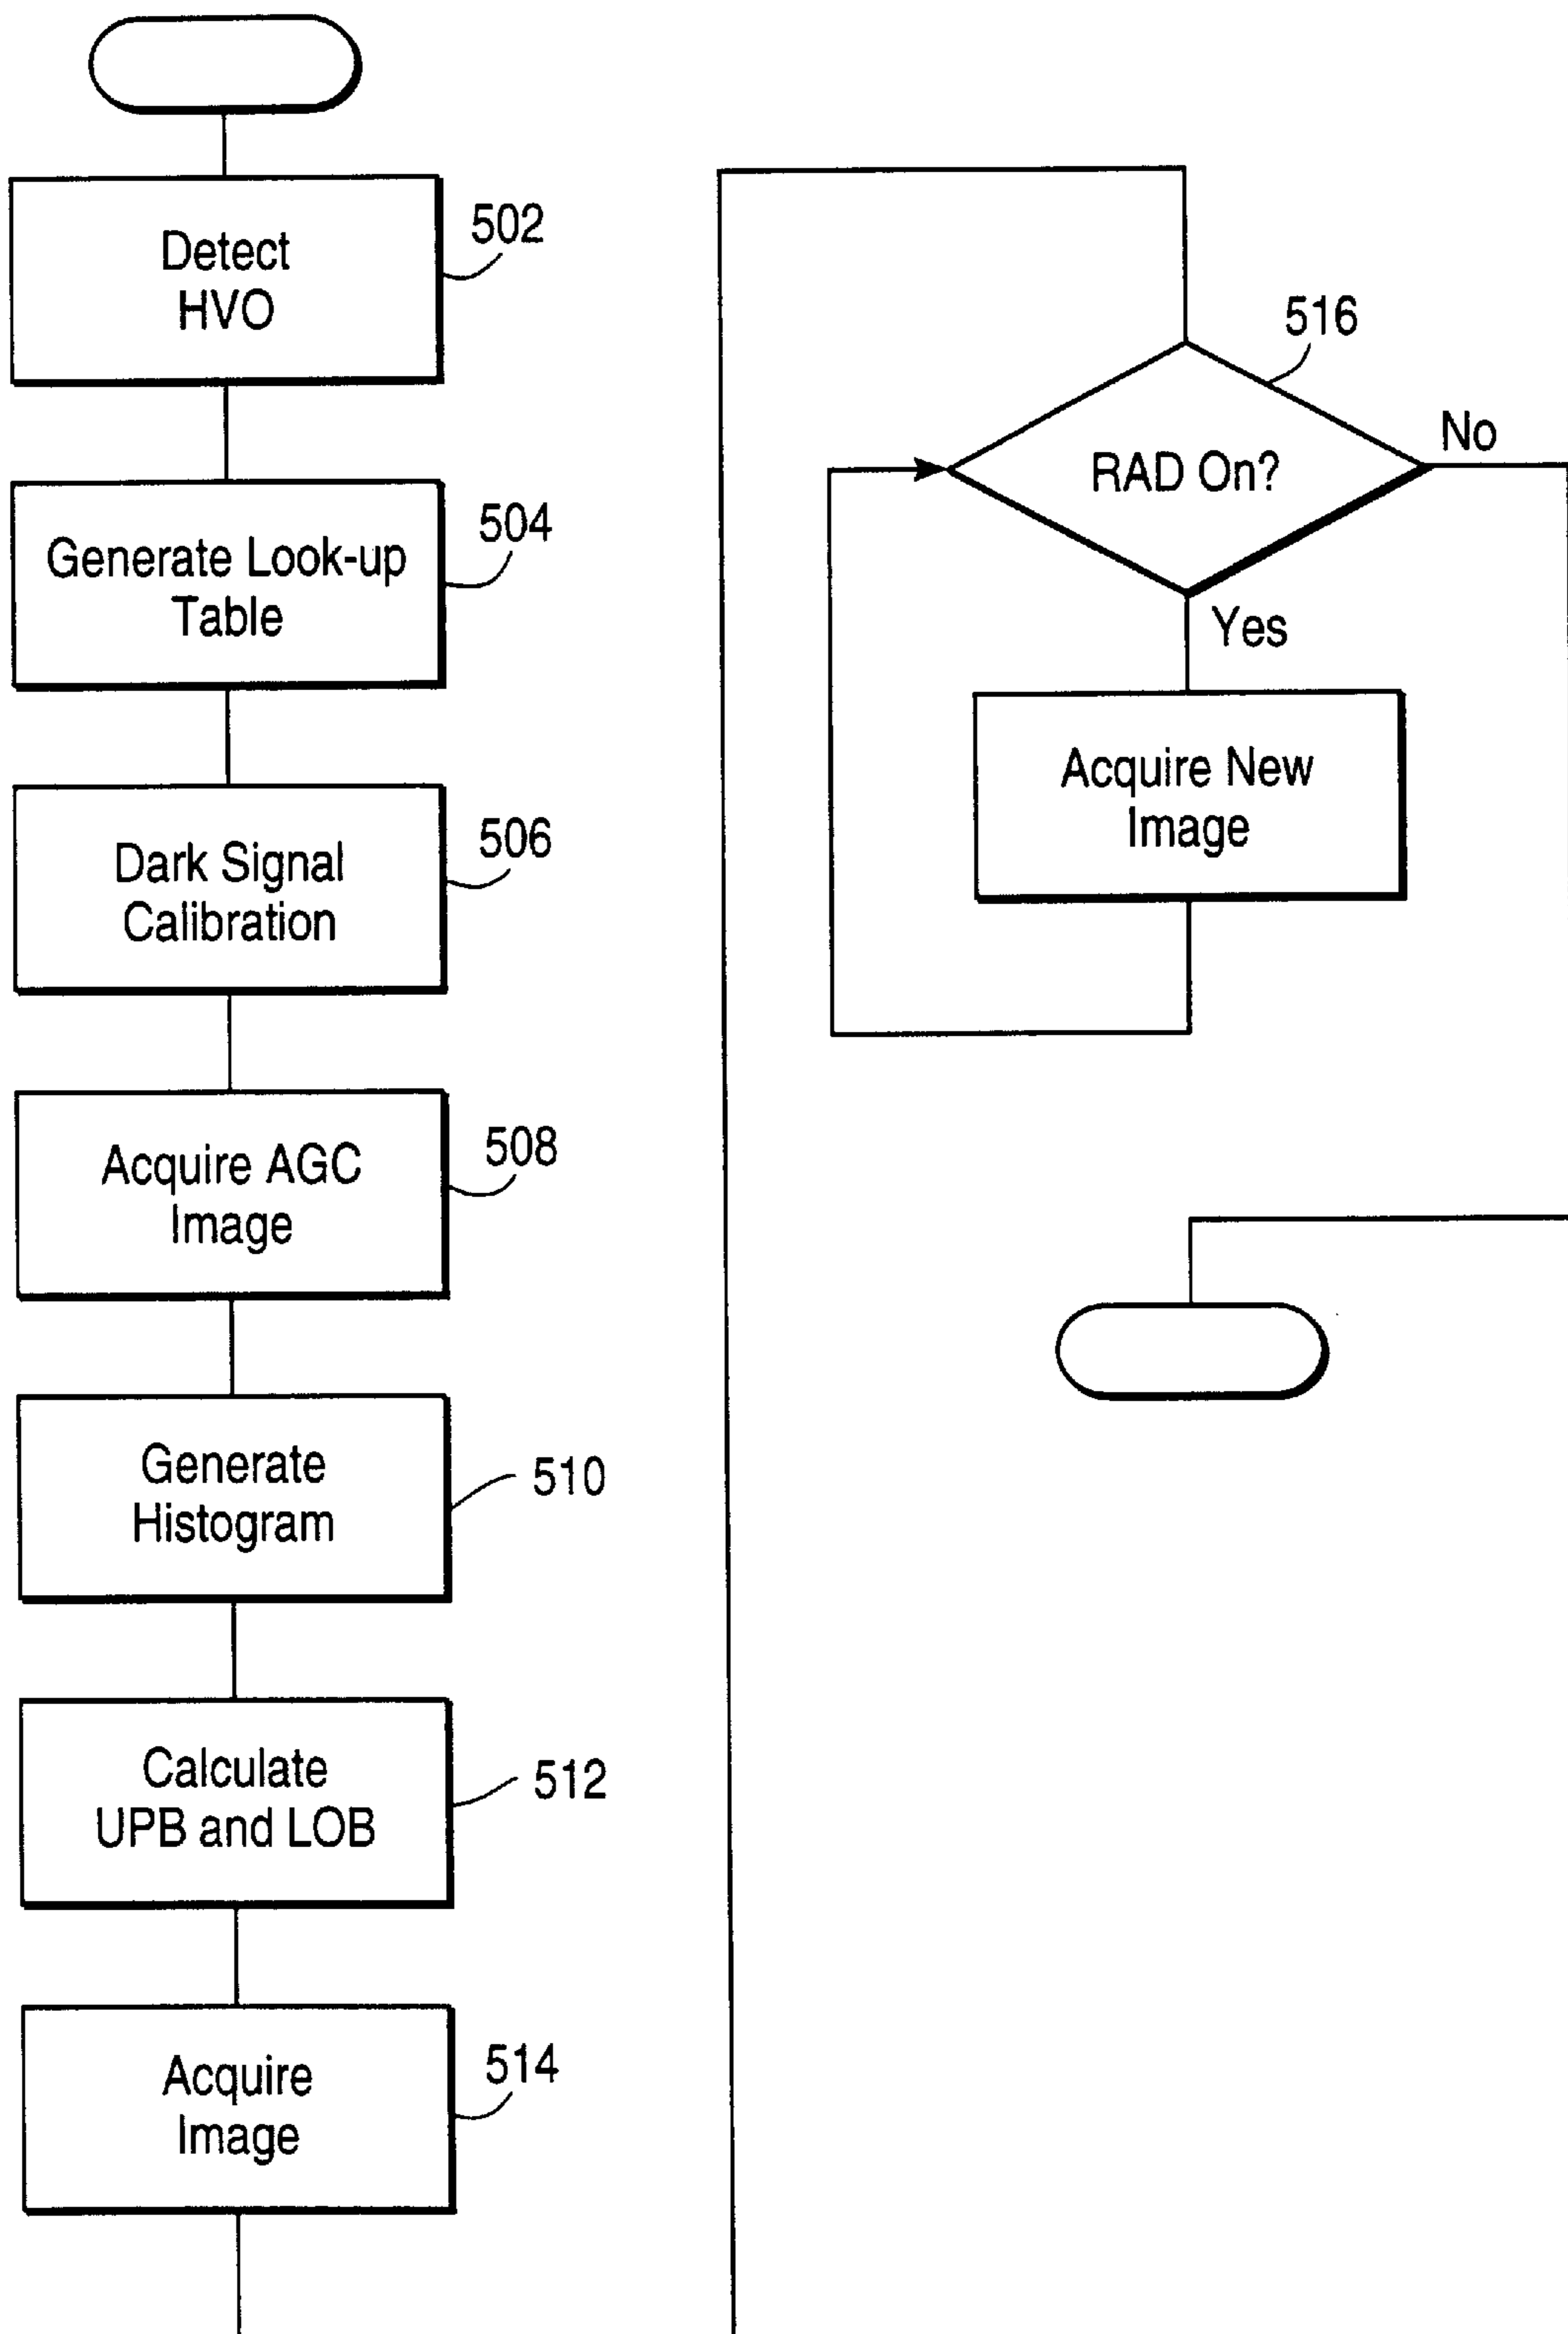 Detect
HVO
502
Generate Look-up
Table
504
Dark Signal
Calibration
506
Acquire AGC
Image
508
Generate
Histogram
510
Calculate
UPB and LOB
512
Acquire
Image
514
516
RAD On?
No
Yes
Acquire New
Image